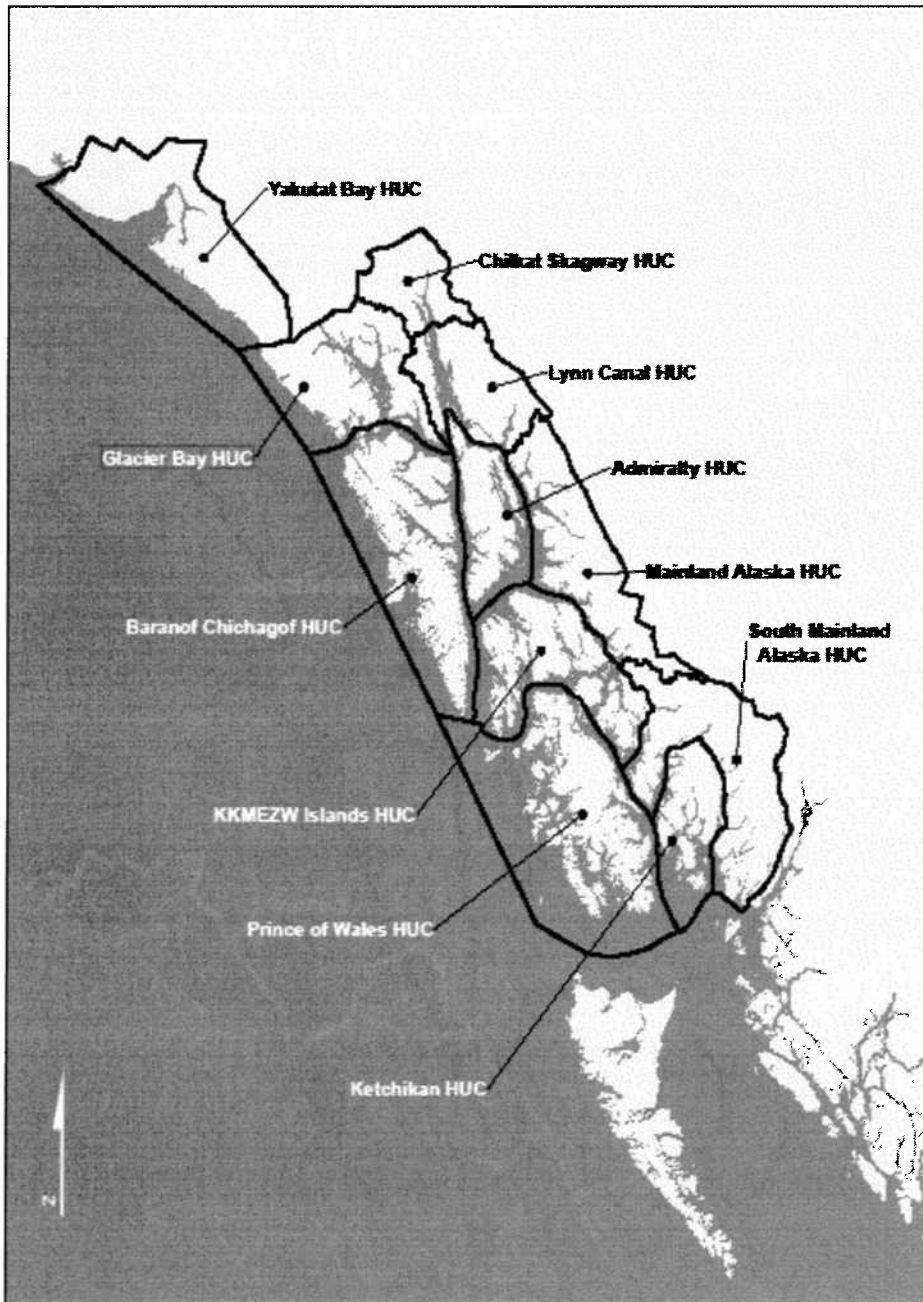 Yakutat Bay HUC
Chilkat Skagway HUC
Lynn Canal HUC
Glacier Bay HUC
Admiralty HUC
Mainland Alaska HUC
Baranof Chichagof HUC
South Mainland
Alaska HUC
KKMEZW Islands HUC
Prince of Wales HUC
Ketchikan HUC
N